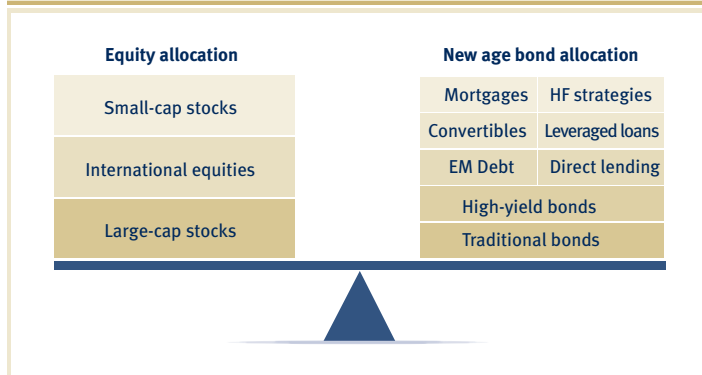 Equity allocation
Small-cap stocks
International equities
Large-cap stocks
New age bond allocation
Mortgages HF strategies
Convertibles Leveraged loans
EM Debt Direct lending
High-yield bonds
Traditional bonds